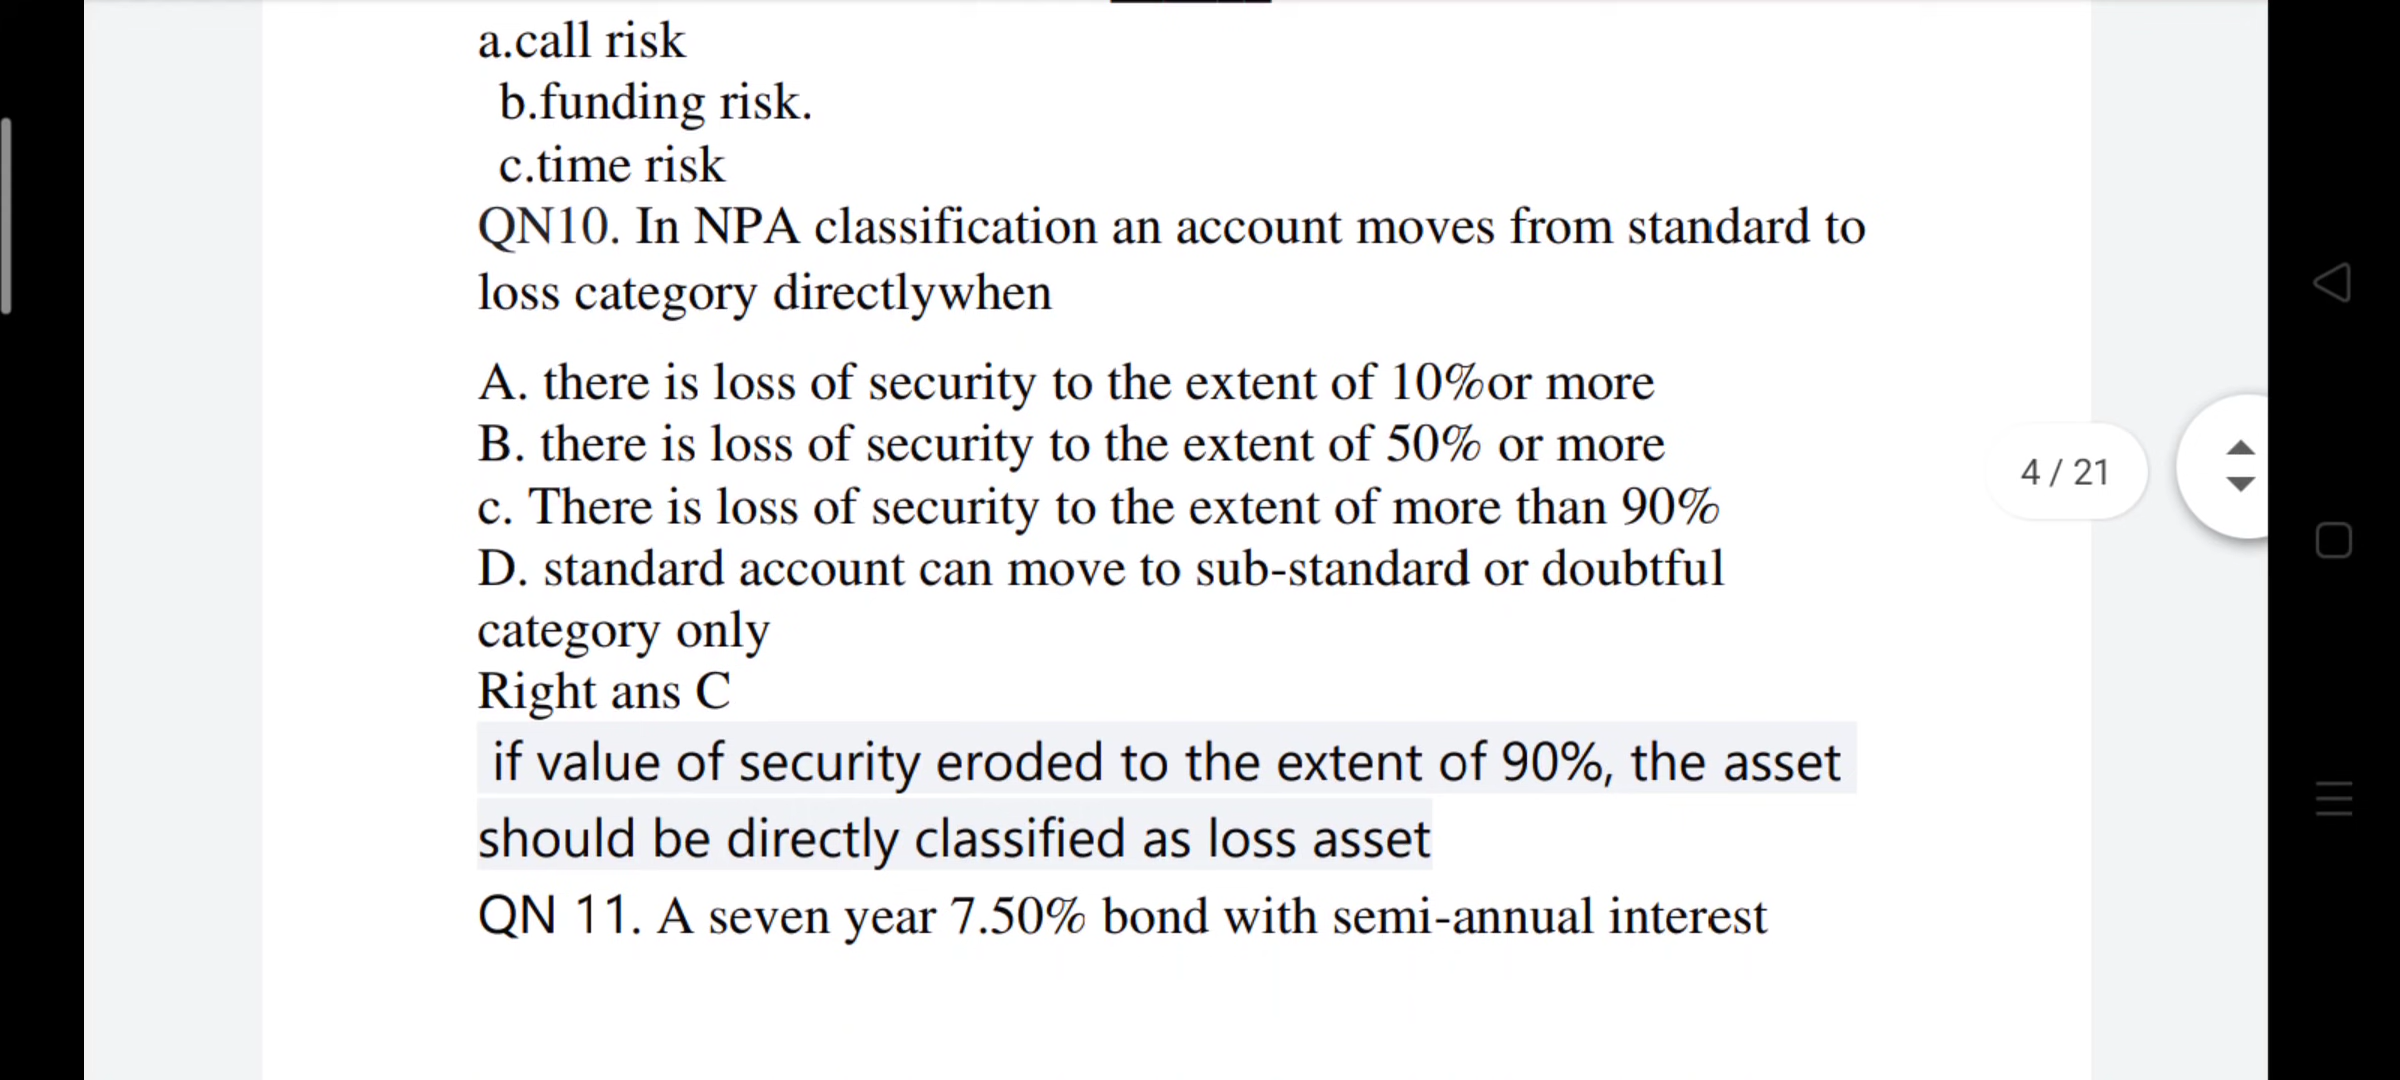 a.call risk
b.funding risk.
c.time risk
QN10. In NPA classification an account moves from standard to
loss category directlywhen
A. there is loss of security to the extent of 10%or more
B. there is loss of security to the extent of 50% or more
c. There is loss of security to the extent of more than 90%
D. standard account can move to sub-standard or doubtful
category only
Right ans C
if value of security eroded to the extent of 90%, the asset
should be directly classified as loss asset
QN 11. A seven year 7.50% bond with semi-annual interest
4 / 21